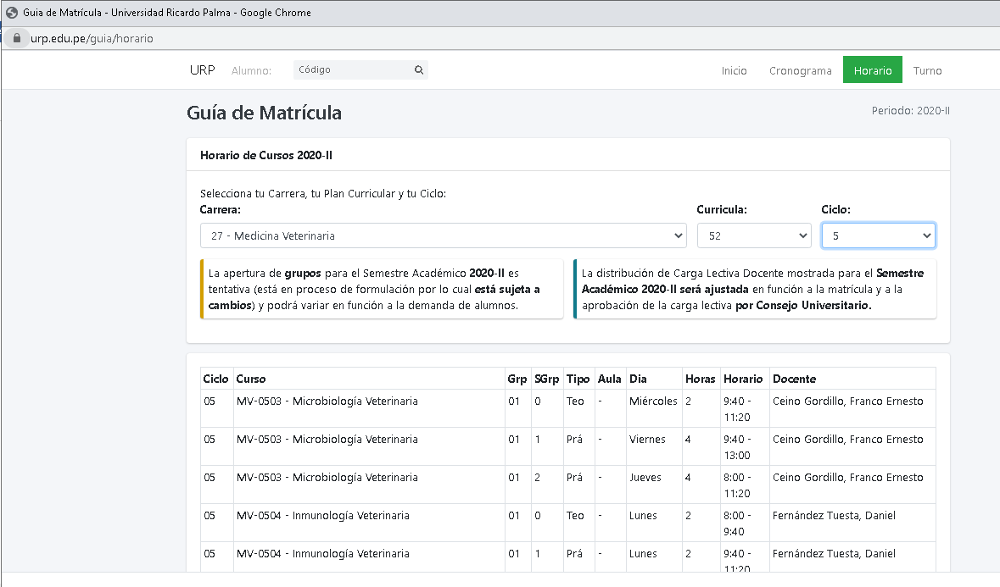 Guia de Matrícula - Universidad Ricardo Palma - Google Chrome
urp.edu.pe/guia/horario
URP Alumno: Código Inicio Cronograma Horario Turno
Guía de Matrícula Periodo: 2020-II
Horario de Cursos 2020-II
Selecciona tu Carrera, tu Plan Curricular y tu Ciclo:
Carrera: Curricula: Ciclo:
27 - Medicina Veterinaria 52 5
La apertura de grupos para el Semestre Académico 2020-II es
tentativa (está en proceso de formulación por lo cual está sujeta a
cambios) y podrá variar en función a la demanda de alumnos.
La distribución de Carga Lectiva Docente mostrada para el Semestre
Académico 2020-II será ajustada en función a la matrícula y a la
aprobación de la carga lectiva por Consejo Universitario.
Ciclo Curso Grp SGrp Tipo Aula Dia Horas Horario Docente
05 MV-0503 - Microbiología Veterinaria 01 0 Teo - Miércoles 2 9:40 - Ceino Gordillo, Franco Ernesto
11:20
05 MV-0503 - Microbiología Veterinaria 01 1 Prá - Viernes 4 9:40 - Ceino Gordillo, Franco Ernesto
13:00
05 MV-0503 - Microbiología Veterinaria 01 2 Prá - Jueves 4 8:00 - Ceino Gordillo, Franco Ernesto
11:20
05 MV-0504 - Inmunología Veterinaria 01 0 Teo - Lunes 2 8:00 - Fernández Tuesta, Daniel
9:40
05 MV-0504 - Inmunología Veterinaria 01 1 Prá - Lunes 2 9:40 - Fernández Tuesta, Daniel
11:20